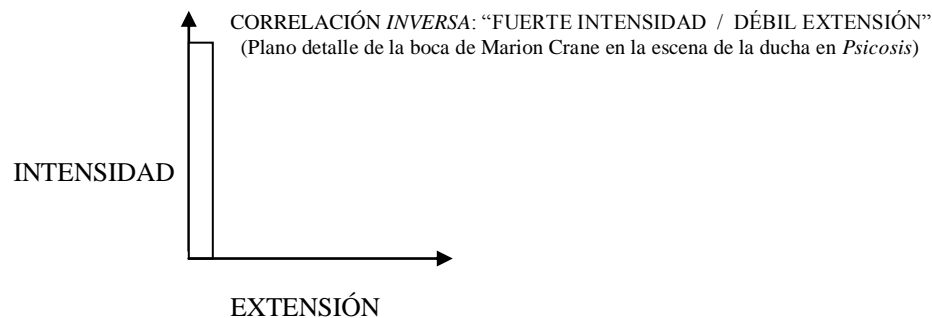 CORRELACIÓN INVERSA: “FUERTE INTENSIDAD / DÉBIL EXTENSIÓN”
(Plano detalle de la boca de Marion Crane en la escena de la ducha en Psicosis)
INTENSIDAD
EXTENSIÓN